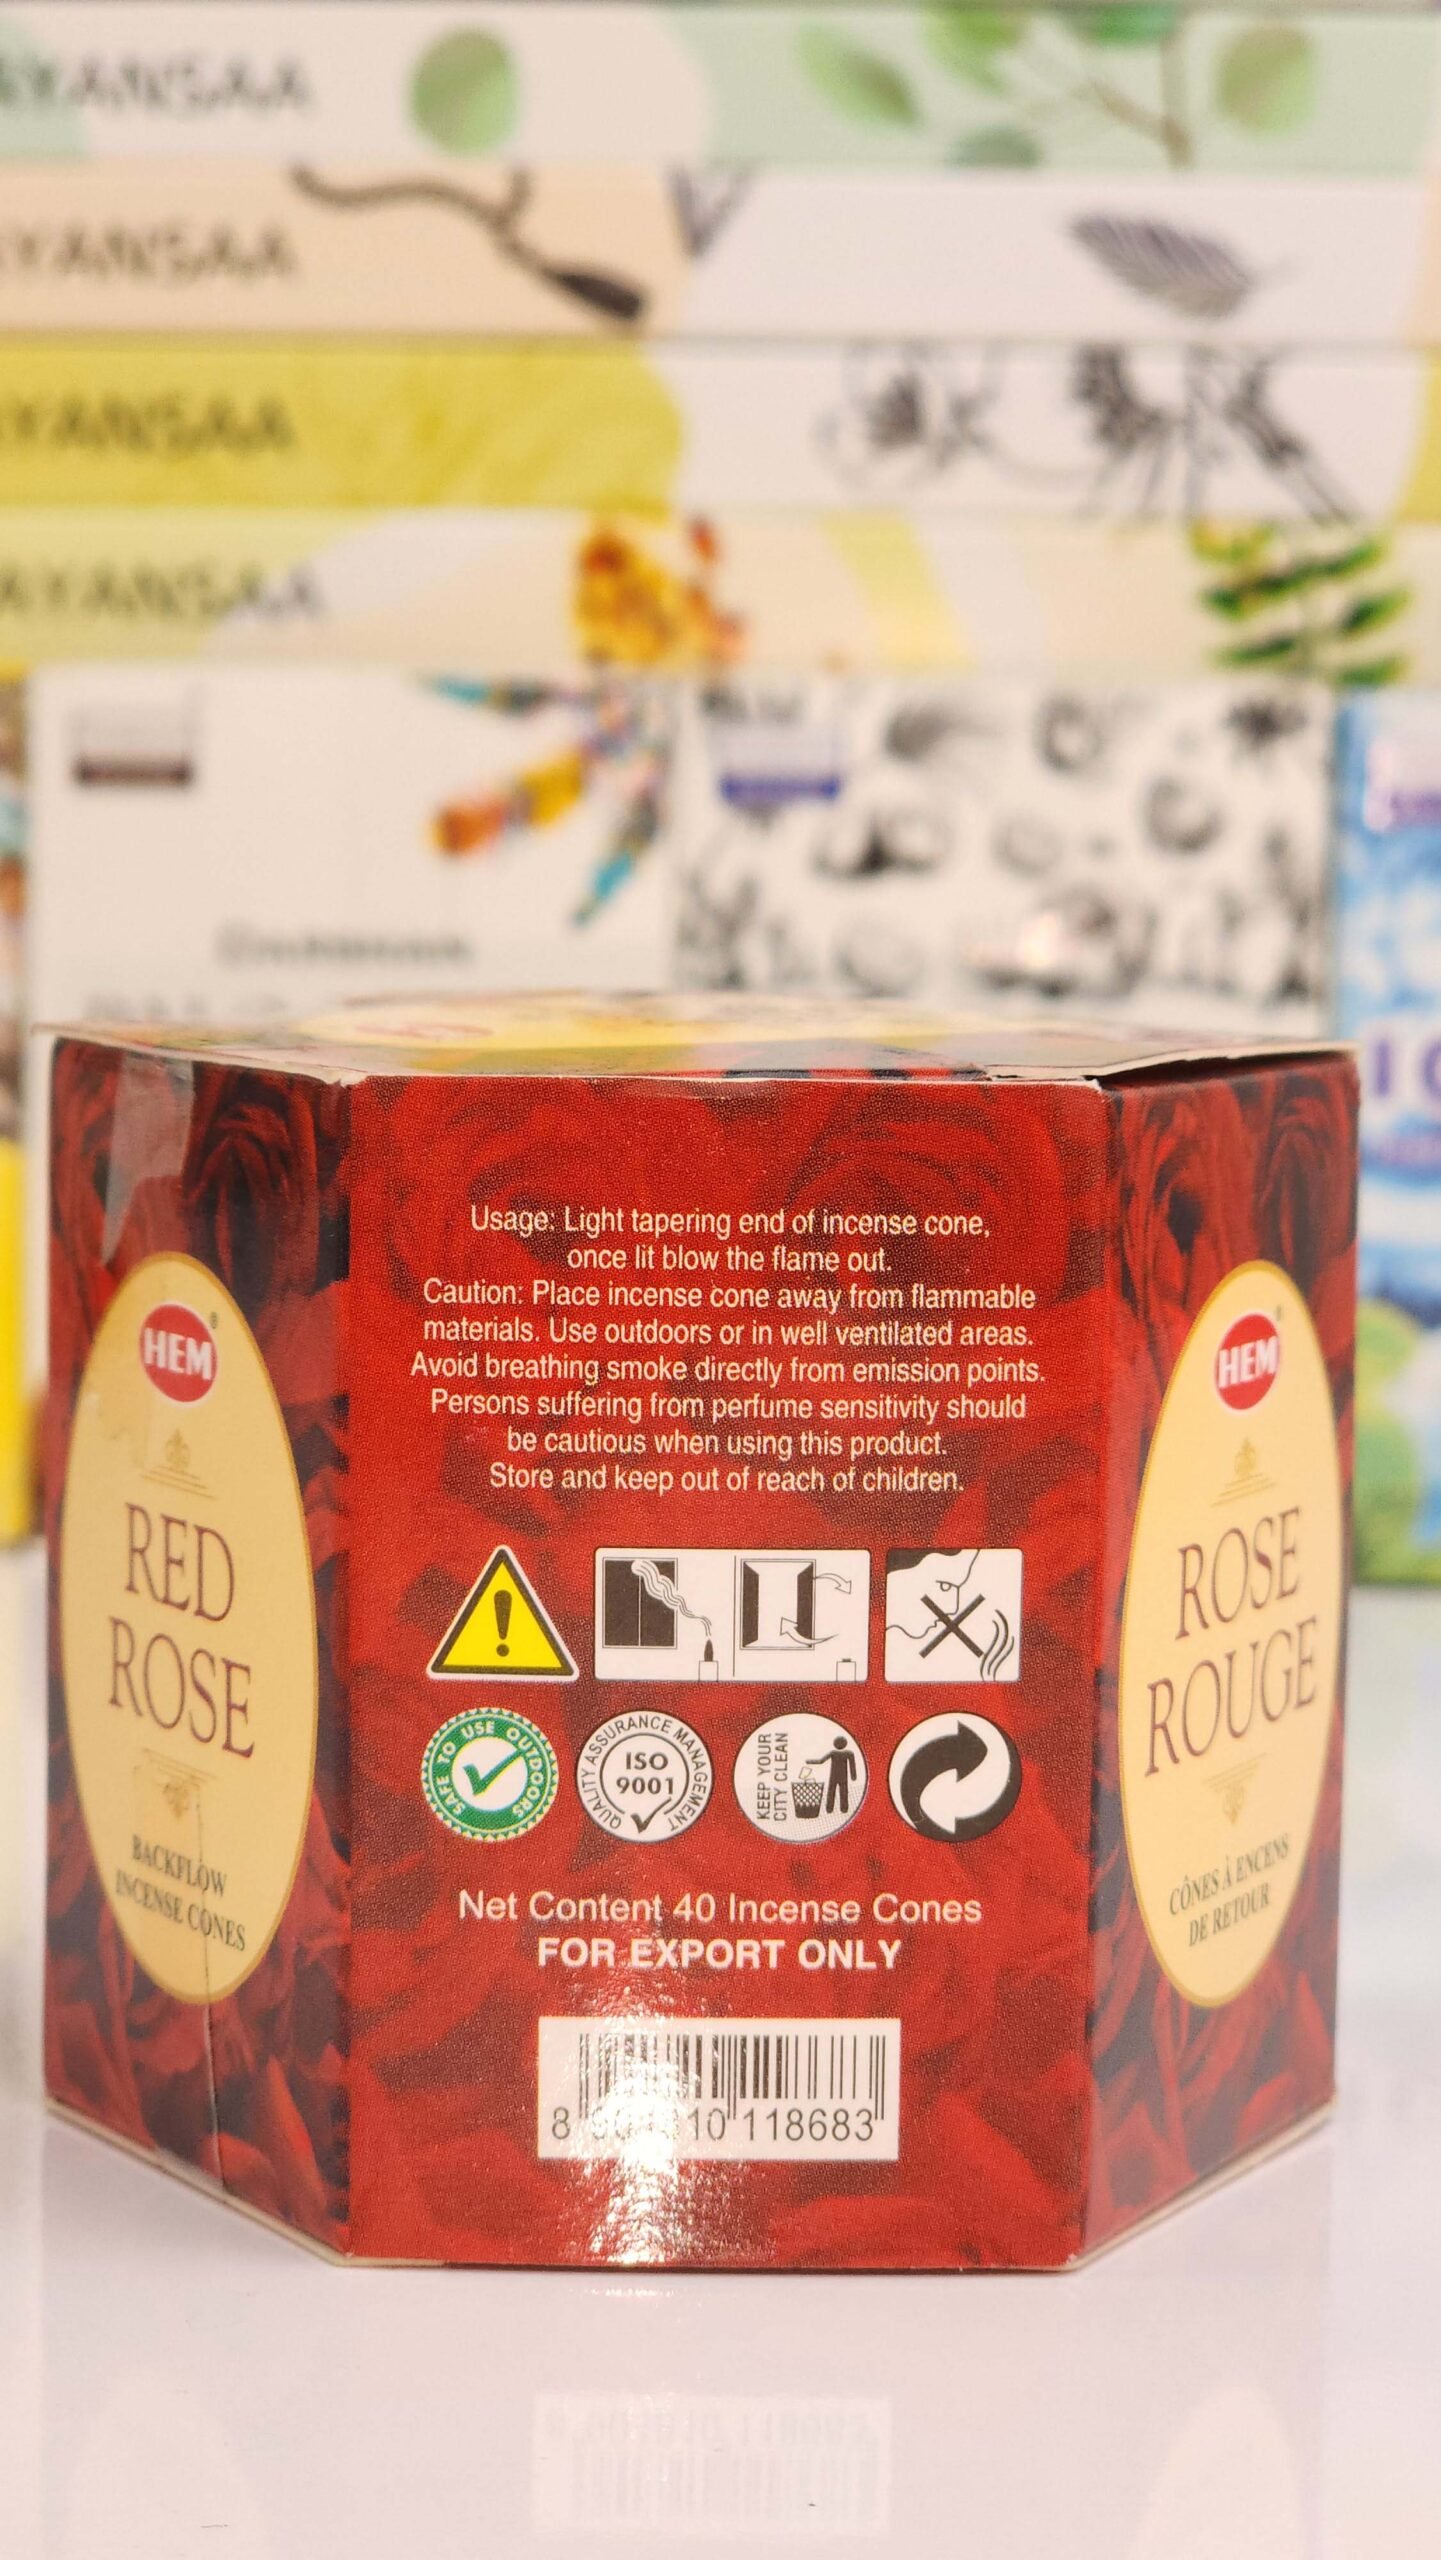 AYANSAA
AYANSAA
AYANSAA
AYANSAA
HEM
RED
ROSE
BACKFLOW
INCENSE CONES
Usage: Light tapering end of incense cone,
once lit blow the flame out.
Caution: Place incense cone away from flammable
materials. Use outdoors or in well ventilated areas.
Avoid breathing smoke directly from emission points.
Persons suffering from perfume sensitivity should
be cautious when using this product.
Store and keep out of reach of children.
SAFE TO USE OUTDOORS
QUALITY ASSURANCE MANAGEMENT
ISO
9001
KEEP YOUR
CITY CLEAN
Net Content 40 Incense Cones
FOR EXPORT ONLY
118683
HEM
ROSE
ROUGE
CÔNES À ENCENS
DE RETOUR